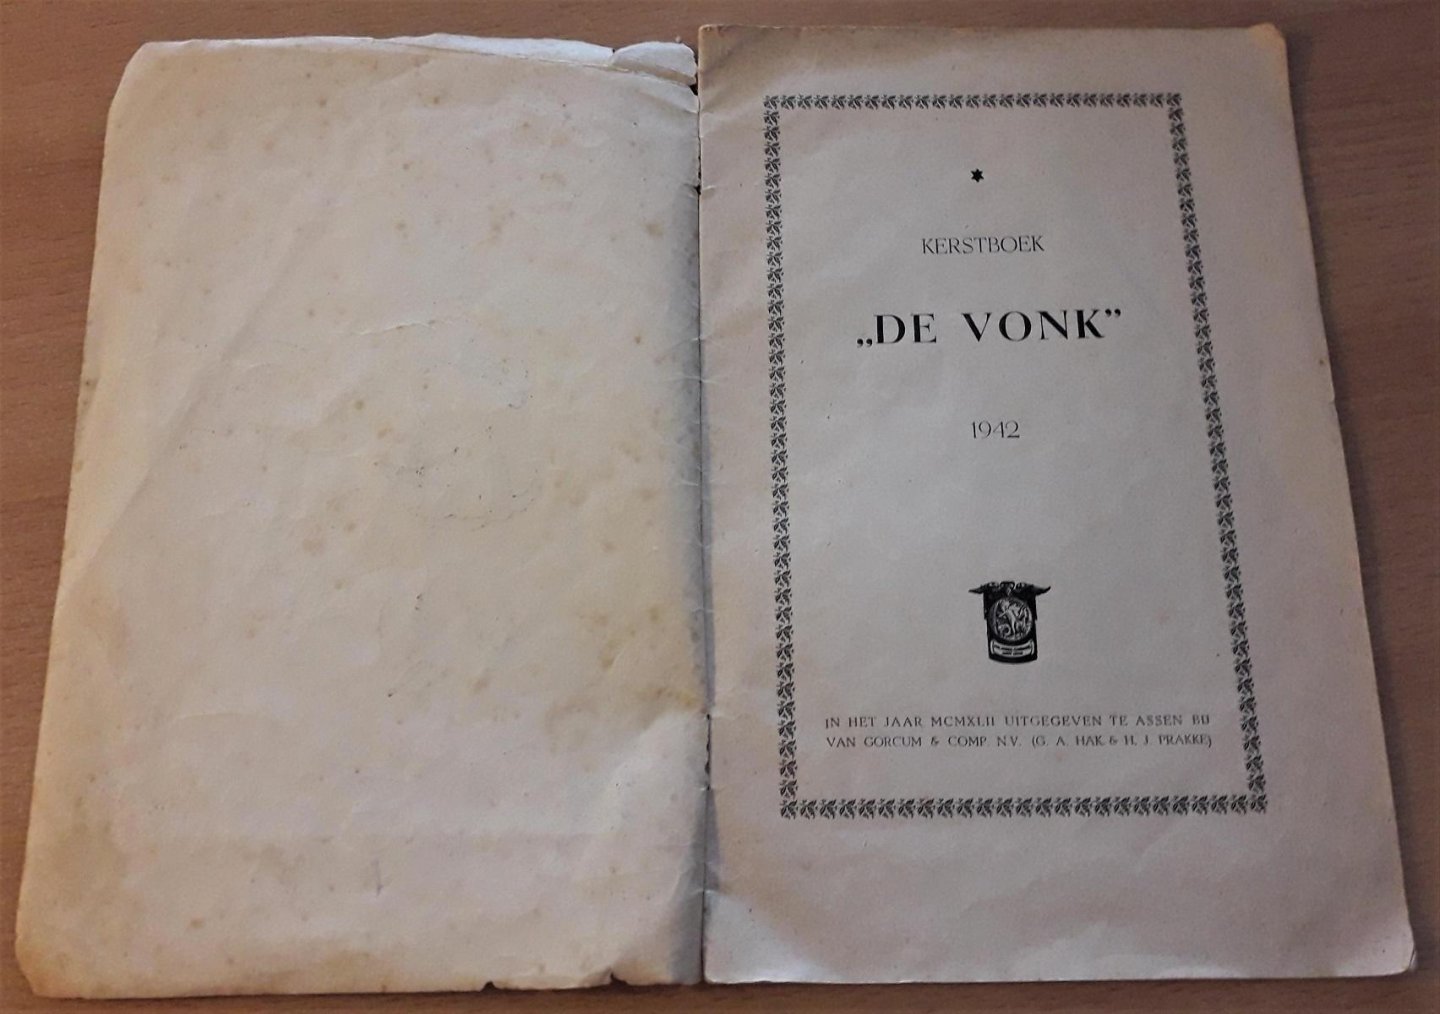 KERSTBOEK
„DE VONK”
1942
IN HET JAAR MCMXLII UITGEGEVEN TE ASSEN BIJ
VAN GORCUM & COMP. N.V. (G. A. HAK & H. J. PRAKKE)